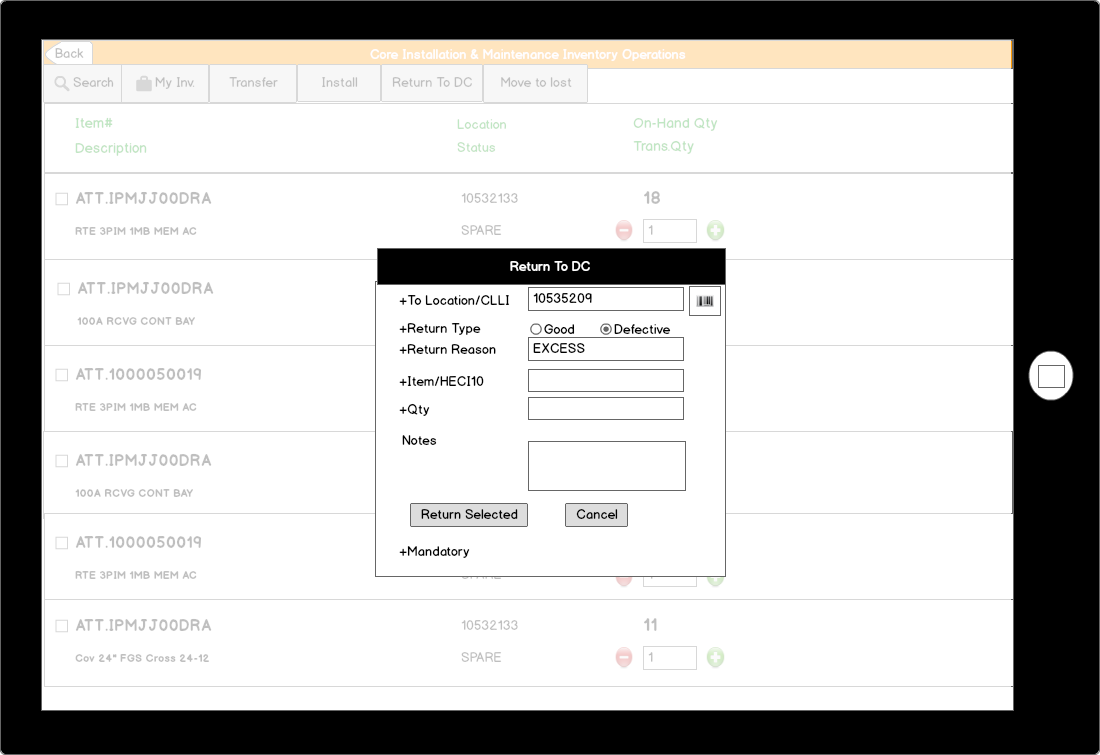 Back
Core Installation & Maintenance Inventory Operations
Search My Inv. Transfer Install Return To DC Move to lost
Item# Location On-Hand Qty
Description Status Trans.Qty
ATT.IPMJJ00DRA 10532133 18
RTE 3PIM 1MB MEM AC SPARE 1
Return To DC
ATT.IPMJJ00DRA
+To Location/CLLI 10535209
100A RCVG CONT BAY
+Return Type Good Defective
+Return Reason EXCESS
ATT.1000050019
+Item/HECI10
RTE 3PIM 1MB MEM AC
+Qty
Notes
ATT.IPMJJ00DRA
100A RCVG CONT BAY
Return Selected Cancel
ATT.1000050019
+Mandatory
RTE 3PIM 1MB MEM AC SPARE
ATT.IPMJJ00DRA 10532133 11
Cov 24" FGS Cross 24-12 SPARE 1